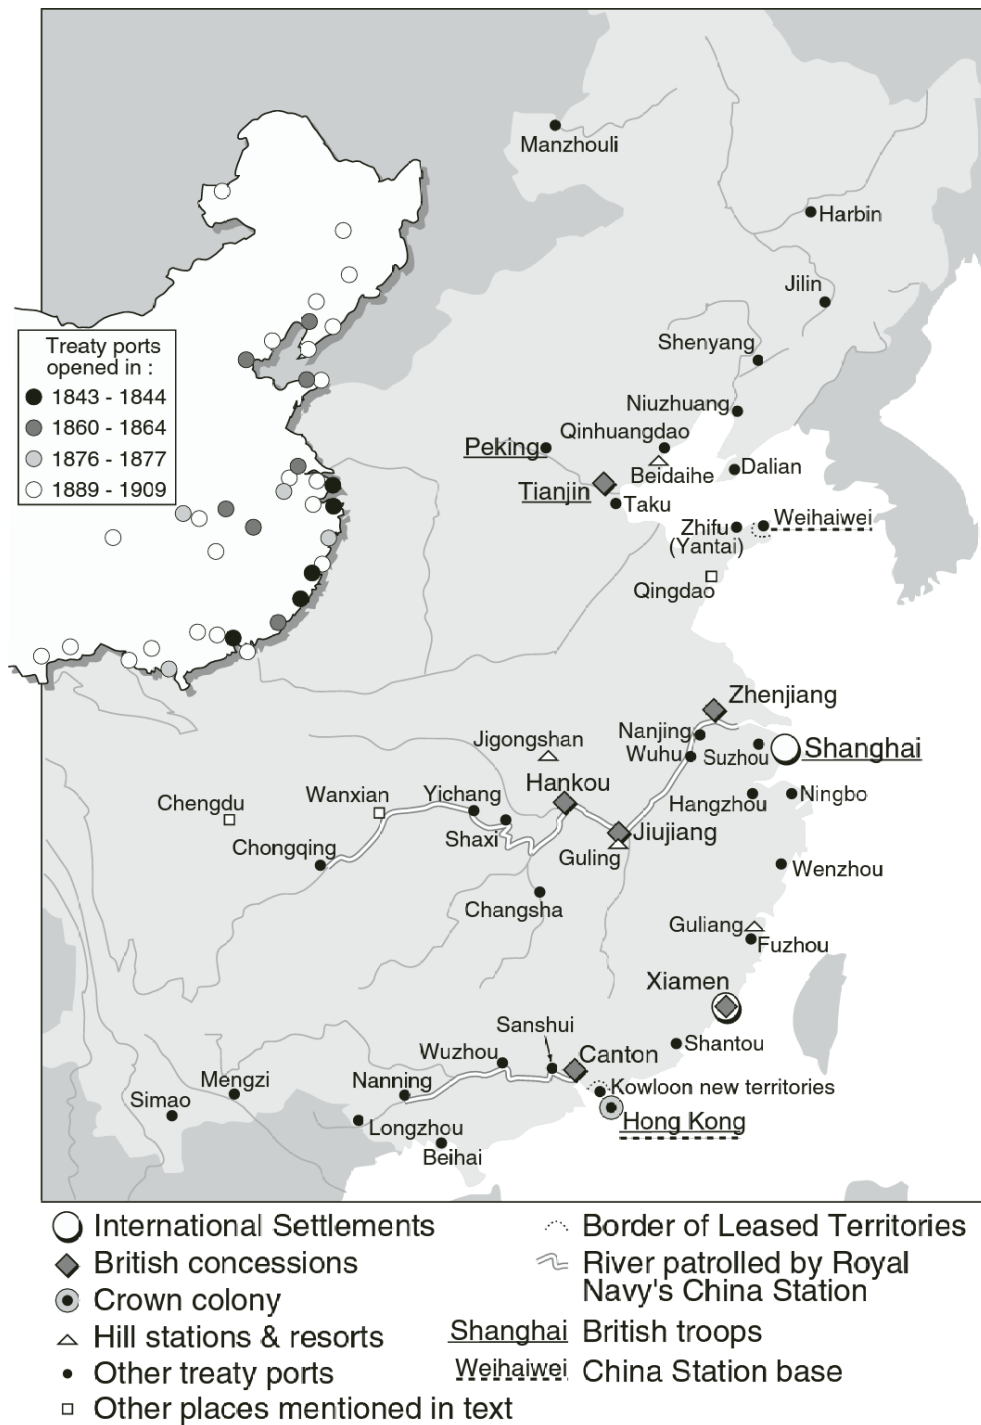 Manzhouli
Harbin
Jilin
Treaty ports
opened in :
1843 - 1844
1860 - 1864
1876 - 1877
1889 - 1909
Shenyang
Niuzhuang
Qinhuangdao
Peking
Beidaihe
Dalian
Tianjin
Taku
Zhifu
(Yantai)
Weihaiwei
Qingdao
Zhenjiang
Nanjing
Wuhu
Suzhou
Shanghai
Jigongshan
Hankou
Chengdu
Wanxian
Yichang
Hangzhou
Ningbo
Chongqing
Shaxi
Jiujiang
Guling
Wenzhou
Changsha
Guliang
Fuzhou
Xiamen
Sanshui
Shantou
Wuzhou
Canton
Mengzi
Nanning
Kowloon new territories
Simao
Longzhou
Hong Kong
Beihai
International Settlements
British concessions
Crown colony
Hill stations & resorts
Other treaty ports
Other places mentioned in text
Border of Leased Territories
River patrolled by Royal
Navy's China Station
Shanghai British troops
Weihaiwei China Station base